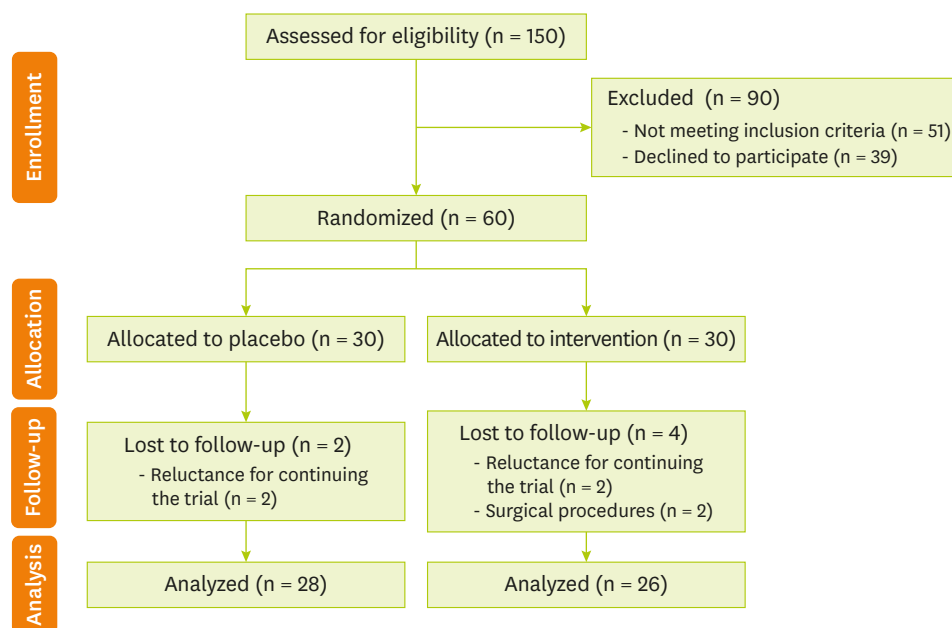 Enrollment
Assessed for eligibility (n = 150)
Excluded (n = 90)
- Not meeting inclusion criteria (n = 51)
- Declined to participate (n = 39)
Randomized (n = 60)
Allocation
Allocated to placebo (n = 30)
Allocated to intervention (n = 30)
Follow-up
Lost to follow-up (n = 2)
- Reluctance for continuing
the trial (n = 2)
Lost to follow-up (n = 4)
- Reluctance for continuing
the trial (n = 2)
- Surgical procedures (n = 2)
Analysis
Analyzed (n = 28)
Analyzed (n = 26)